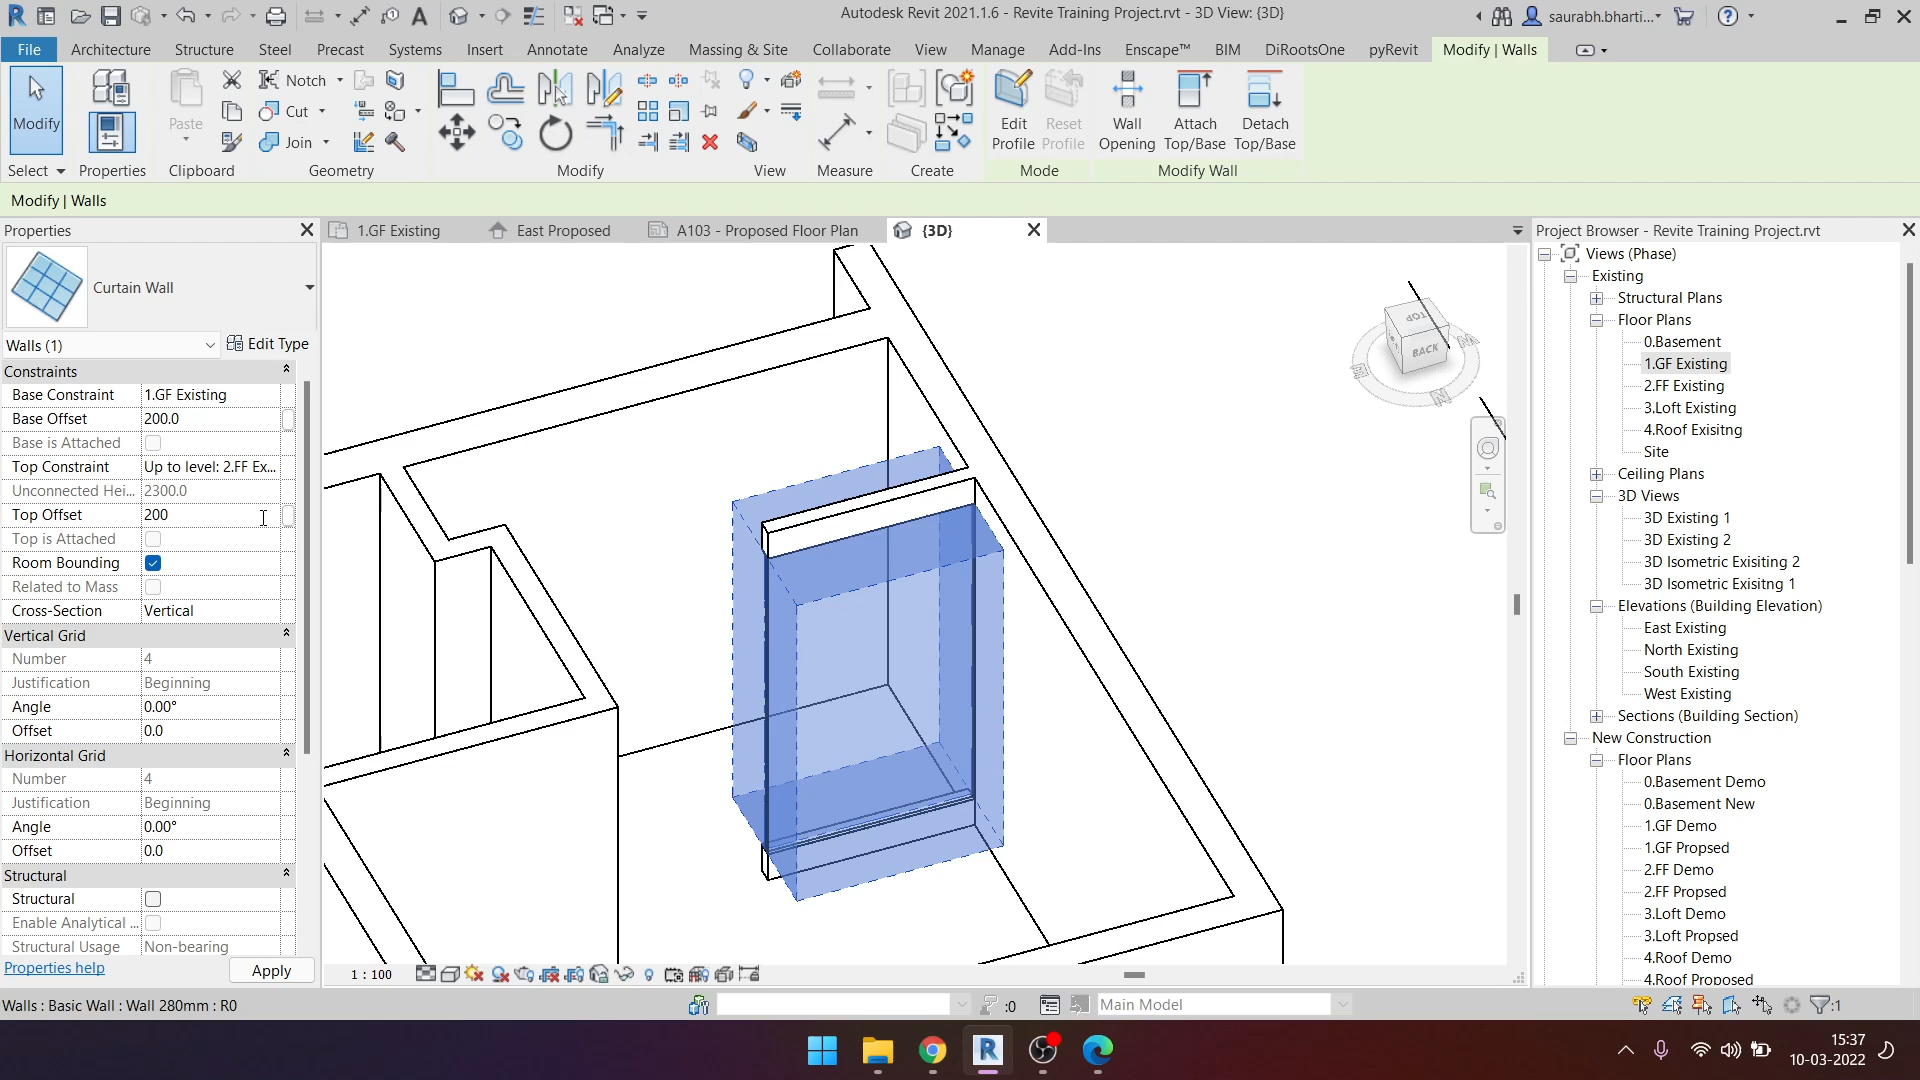 Autodesk Revit 2021.1.6 - Revite Training Project.rvt - 3D View: {3D}
saurabh.bharti...
File Architecture Structure Steel Precast Systems Insert Annotate Analyze Massing & Site Collaborate View Manage Add-Ins Enscape™ BIM DiRootsOne pyRevit Modify | Walls
Modify
Paste
Notch
Cut
Join
Edit Profile
Reset Profile
Wall Opening
Attach Top/Base
Detach Top/Base
Select Properties Clipboard Geometry Modify View Measure Create Mode Modify Wall
Modify | Walls
Properties
Curtain Wall
Walls (1) Edit Type
Constraints
Base Constraint 1.GF Existing
Base Offset 200.0
Base is Attached
Top Constraint Up to level: 2.FF Ex...
Unconnected Hei... 2300.0
Top Offset 200
Top is Attached
Room Bounding
Related to Mass
Cross-Section Vertical
Vertical Grid
Number 4
Justification Beginning
Angle 0.00°
Offset 0.0
Horizontal Grid
Number 4
Justification Beginning
Angle 0.00°
Offset 0.0
Structural
Structural
Enable Analytical ...
Structural Usage Non-bearing
Properties help Apply
1.GF Existing East Proposed A103 - Proposed Floor Plan {3D}
TOP
BACK
N
1 : 100
Project Browser - Revite Training Project.rvt
Views (Phase)
Existing
Structural Plans
Floor Plans
0.Basement
1.GF Existing
2.FF Existing
3.Loft Existing
4.Roof Exisitng
Site
Ceiling Plans
3D Views
3D Existing 1
3D Existing 2
3D Isometric Exisiting 2
3D Isometric Exisitng 1
Elevations (Building Elevation)
East Existing
North Existing
South Existing
West Existing
Sections (Building Section)
New Construction
Floor Plans
0.Basement Demo
0.Basement New
1.GF Demo
1.GF Propsed
2.FF Demo
2.FF Propsed
3.Loft Demo
3.Loft Propsed
4.Roof Demo
4.Roof Proposed
Walls : Basic Wall : Wall 280mm : R0
:0
Main Model
:1
15:37
10-03-2022